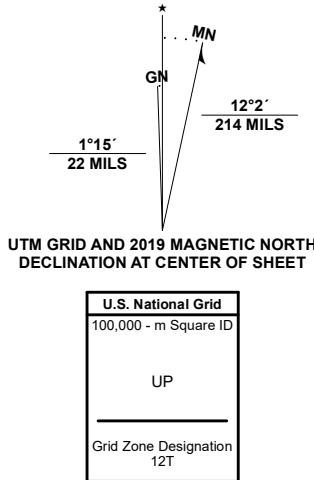 ★
MN
GN
1°15´
22 MILS
12°2´
214 MILS
UTM GRID AND 2019 MAGNETIC NORTH
DECLINATION AT CENTER OF SHEET
U.S. National Grid
100,000 - m Square ID
UP
Grid Zone Designation
12T